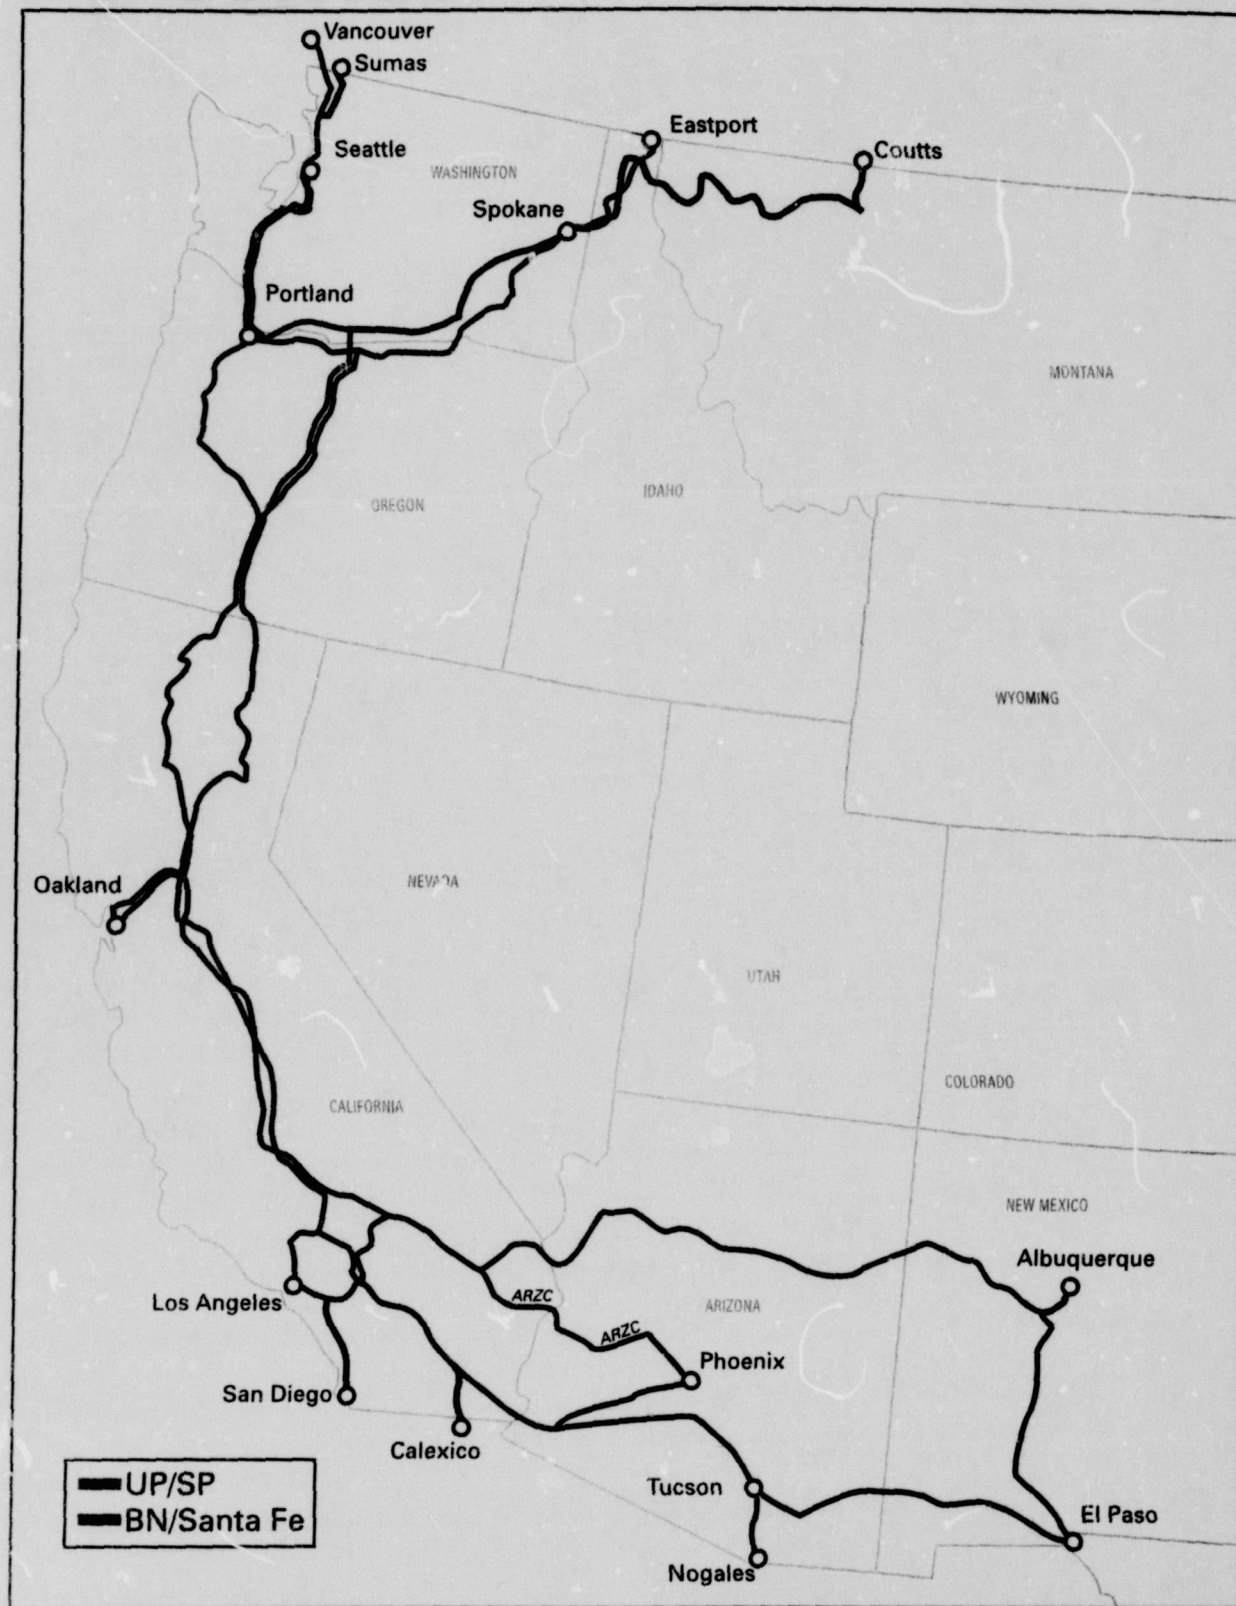 Vancouver
Sumas
Eastport
Coutts
Seattle
WASHINGTON
Spokane
Portland
MONTANA
IDAHO
OREGON
WYOMING
Oakland
NEVADA
UTAH
COLORADO
CALIFORNIA
NEW MEXICO
Albuquerque
ARZC
Los Angeles
ARIZONA
ARZC
Phoenix
San Diego
Calexico
UP/SP
Tucson
BN/Santa Fe
El Paso
Nogales